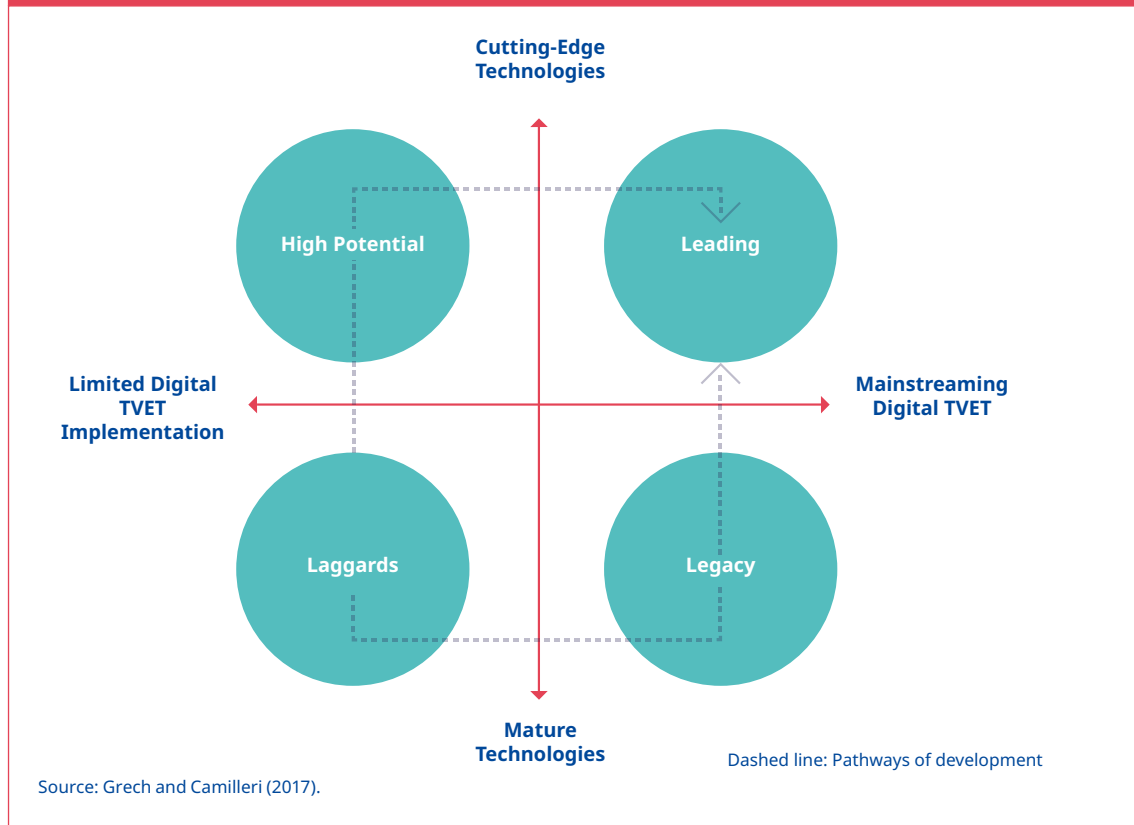 Cutting-Edge
Technologies
High Potential
Leading
Limited Digital
TVET
Implementation
Mainstreaming
Digital TVET
Laggards
Legacy
Mature
Technologies
Dashed line: Pathways of development
Source: Grech and Camilleri (2017).